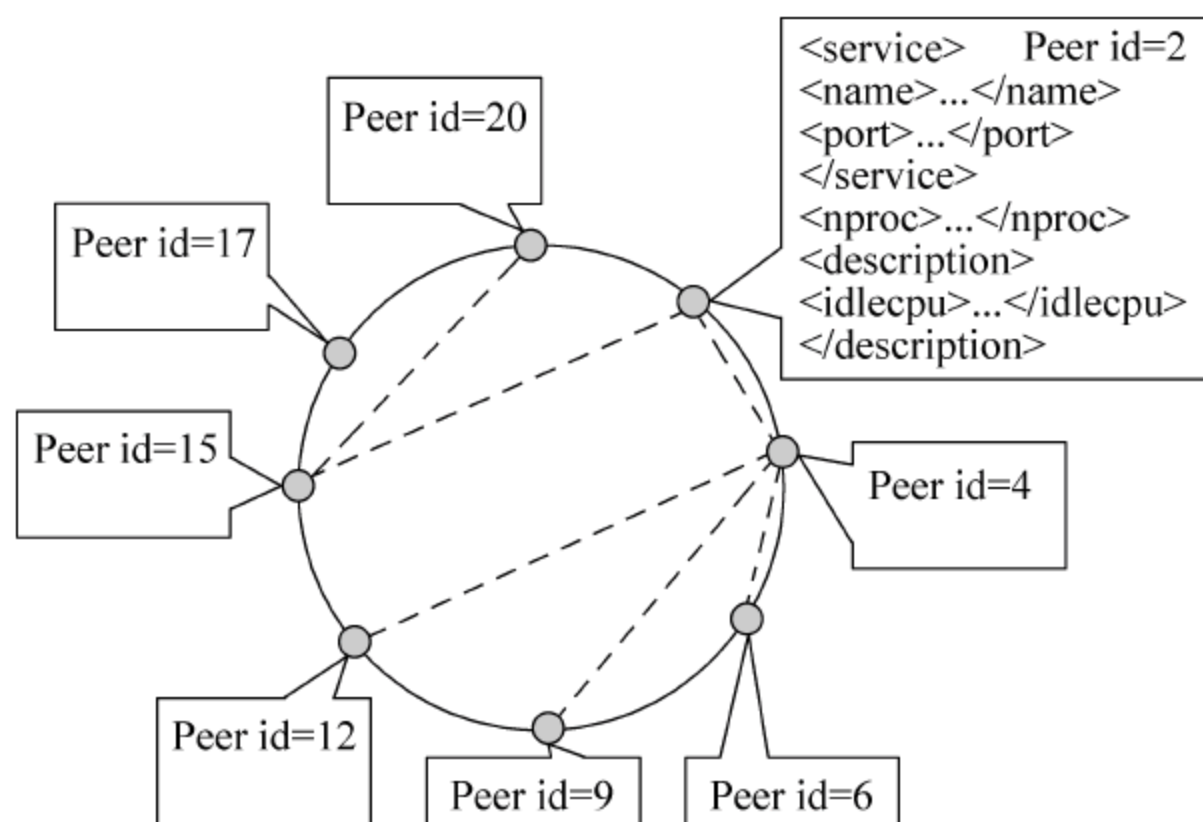 <service> Peer id=2
<name>...</name>
<port>...</port>
</service>
<nproc>...</nproc>
<description>
<idlecpu>...</idlecpu>
</description>
Peer id=20
Peer id=17
Peer id=15
Peer id=4
Peer id=12
Peer id=9
Peer id=6